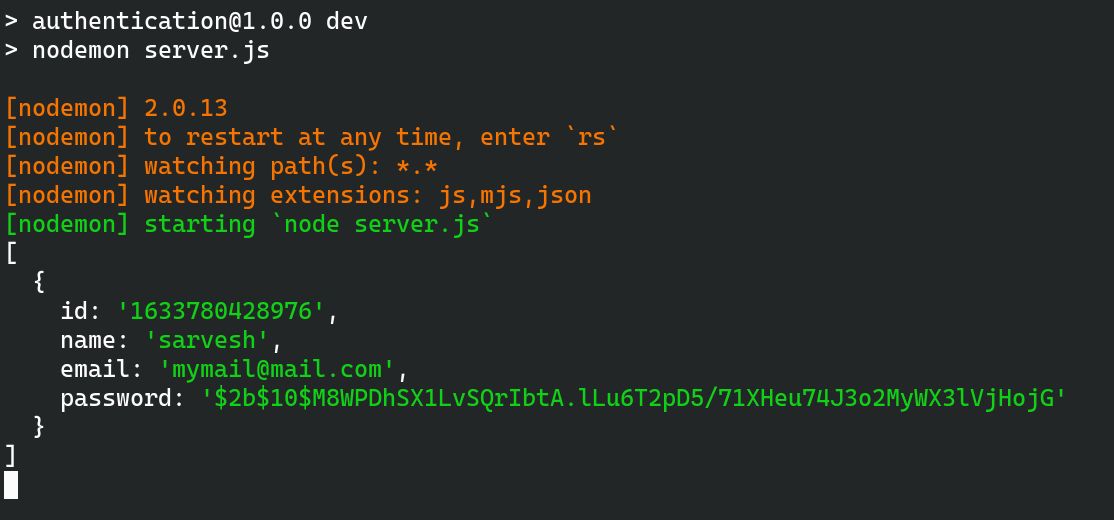 > authentication@1.0.0 dev
> nodemon server.js
[nodemon] 2.0.13
[nodemon] to restart at any time, enter `rs`
[nodemon] watching path(s): *.*
[nodemon] watching extensions: js,mjs,json
[nodemon] starting `node server.js`
[
  {
    id: '1633780428976',
    name: 'sarvesh',
    email: 'mymail@mail.com',
    password: '$2b$10$M8WPDhSX1LvSQrIbtA.lLu6T2pD5/71XHeu74J3o2MyWX3lVjHojG'
  }
]